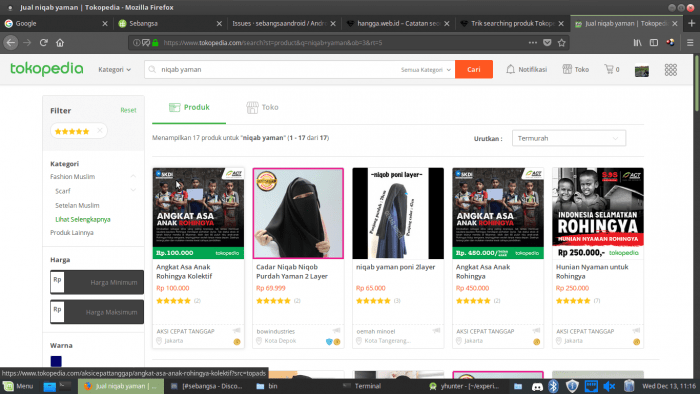 Jual niqab yaman | Tokopedia - Mozilla Firefox
Google
Sebangsa
Issues · sebangsaandroid / Andr
hangga.web.id – Catatan se
Trik searching produk Tokop
Jual niqab yaman | Tokopedi
https://www.tokopedia.com/search?st=product&q=niqab+yaman&ob=3&rt=5
tokopedia
Kategori
niqab yaman
Semua Kategori
Cari
Notifikasi
Toko
0
Filter
Reset
Produk
Toko
Menampilkan 17 produk untuk "niqab yaman" (1 - 17 dari 17)
Urutkan :
Termurah
Kategori
Fashion Muslim
Scarf
Setelan Muslim
Lihat Selengkapnya
Produk Lainnya
Harga
Rp
Harga Minimum
Rp
Harga Maksimum
Warna
SKDI
ACT
ANGKAT ASA
ANAK ROHINGYA
Rp.100.000
tokopedia
Angkat Asa Anak
Rohingya Kolektif
Rp 100.000
(2)
AKSI CEPAT TANGGAP
Jakarta
Cadar Niqab Niqob
Purdah Yaman 2 Layer
Rp 69.999
(2)
bowindustries
Kota Depok
~niqob poni layer~
niqab yaman poni 2layer
Rp 65.000
(3)
oemah minoet
Kota Tangerang...
SKDI
ACT
ANGKAT ASA
ANAK ROHINGYA
tokopedia
Angkat Asa Anak
Rohingya
Rp 450.000
(2)
AKSI CEPAT TANGGAP
Jakarta
ACT
INDONESIA SELAMATKAN
ROHINGYA
HUNIAN NYAMAN ROHINGYA
Rp 250.000,-
tokopedia
Hunian Nyaman untuk
Rohingya
Rp 250.000
AKSI CEPAT TANGGAP
Jakarta
https://www.tokopedia.com/aksicepattanggap/angkat-asa-anak-rohingya-kolektif?src=topads
Menu
Jual niqab yaman | ...
[#sebangsa - Disco...
bin
Terminal
yhunter - [~/experi...
Wed Dec 13, 11:16